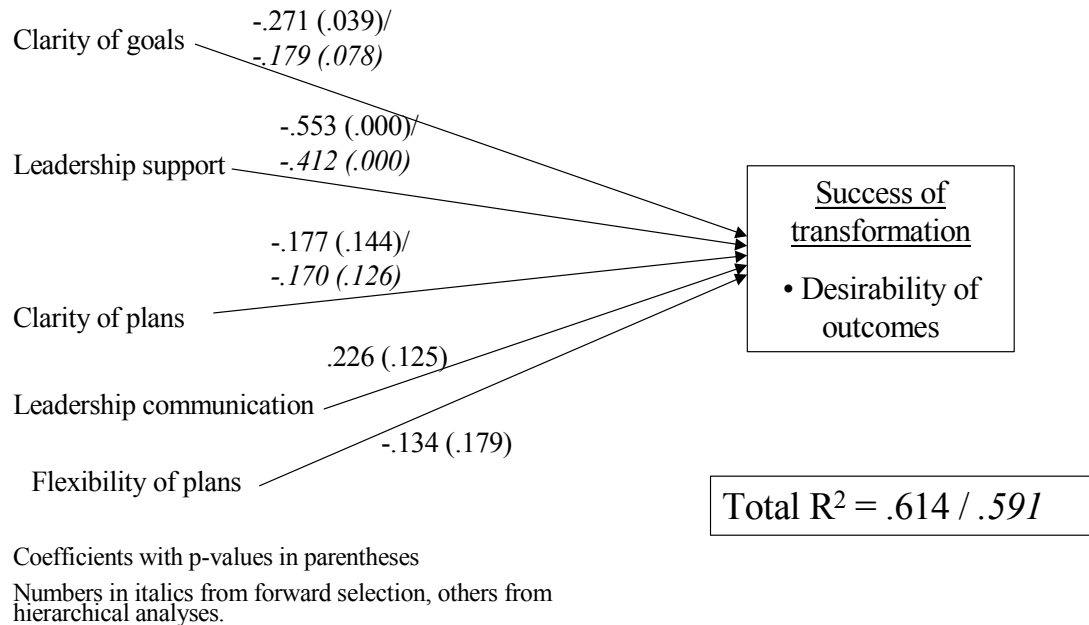 -.271 (.039)/
-.179 (.078)
Clarity of goals
-.553 (.000)/
-.412 (.000)
Leadership support
-.177 (.144)/
-.170 (.126)
Clarity of plans
.226 (.125)
Leadership communication
-.134 (.179)
Flexibility of plans
Success of
transformation
• Desirability of
outcomes
Total R² = .614 / .591
Coefficients with p-values in parentheses
Numbers in italics from forward selection, others from
hierarchical analyses.